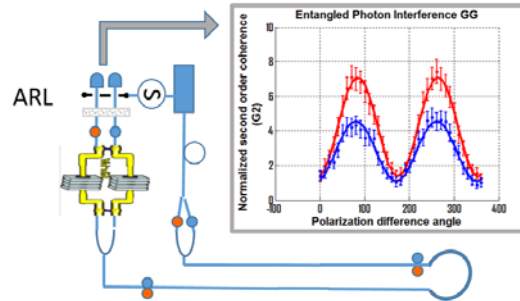 Entangled Photon Interference GG
ARL
S
Normalized second order coherence
(G2)
10
8
6
4
2
0
-100
0
100
200
300
400
Polarization difference angle